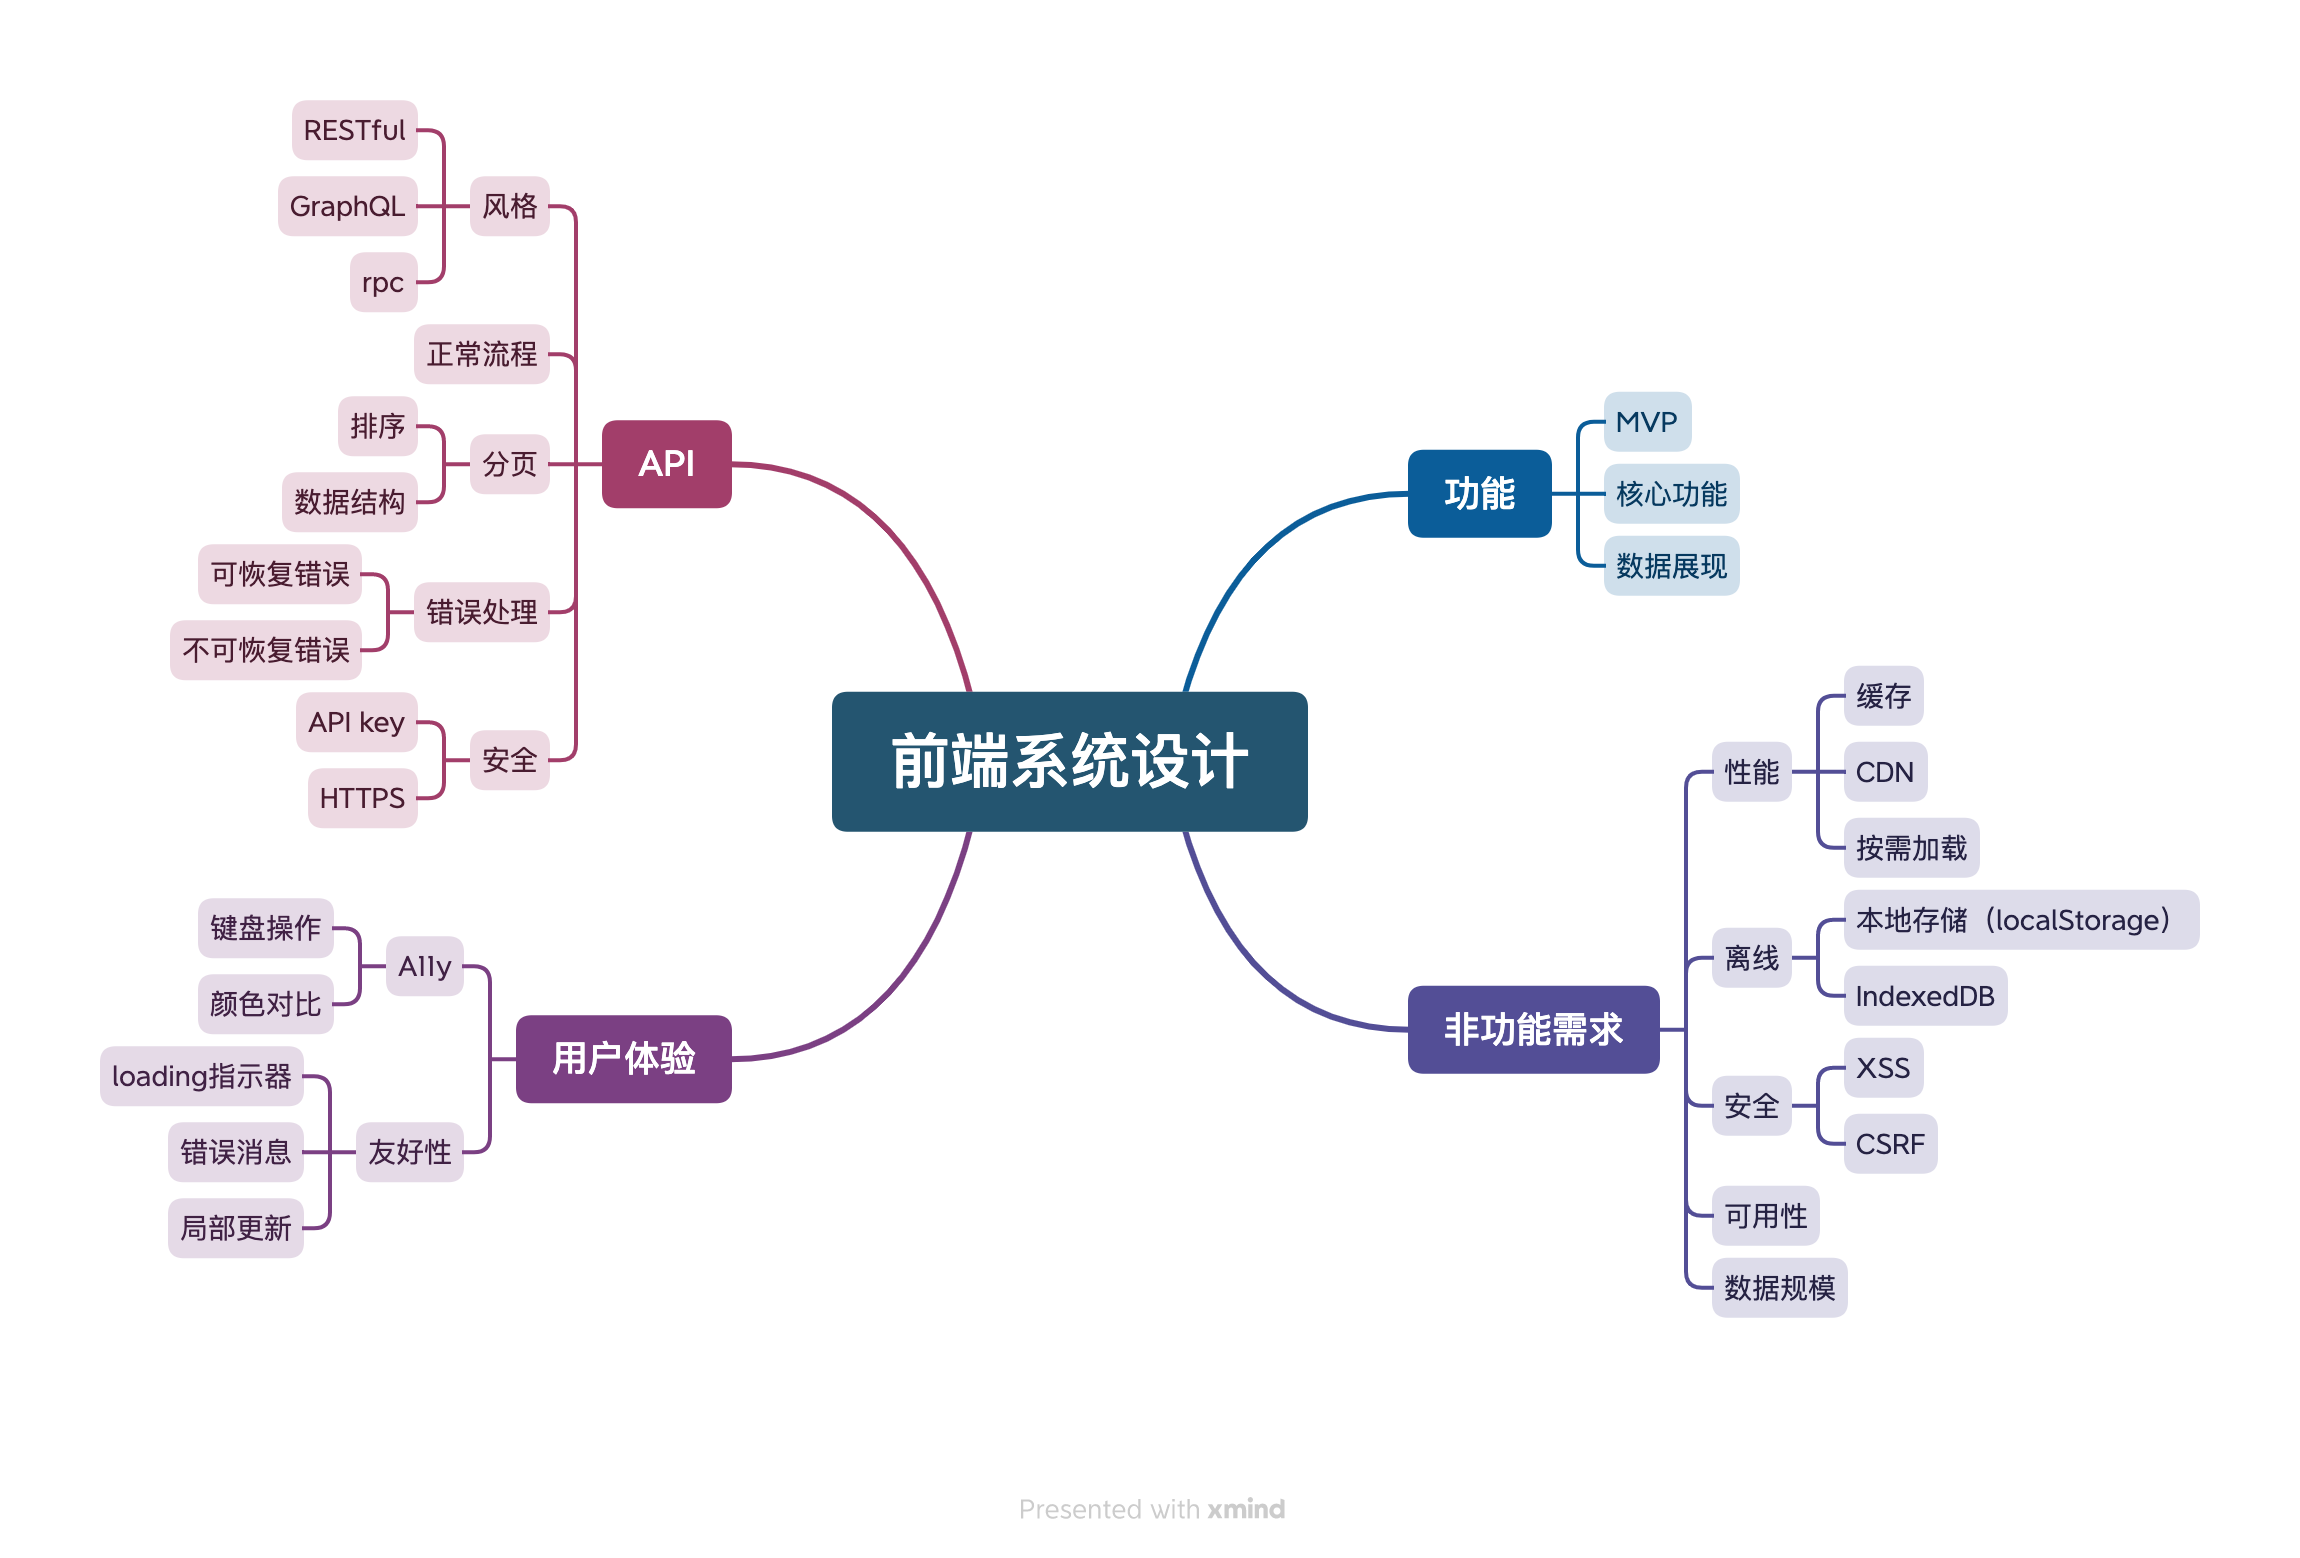 前端系统设计
功能
MVP
核心功能
数据展现
非功能需求
性能
缓存
CDN
按需加载
离线
本地存储（localStorage）
IndexedDB
安全
XSS
CSRF
可用性
数据规模
API
风格
RESTful
GraphQL
rpc
正常流程
分页
排序
数据结构
错误处理
可恢复错误
不可恢复错误
安全
API key
HTTPS
用户体验
A11y
键盘操作
颜色对比
友好性
loading指示器
错误消息
局部更新
Presented with xmind